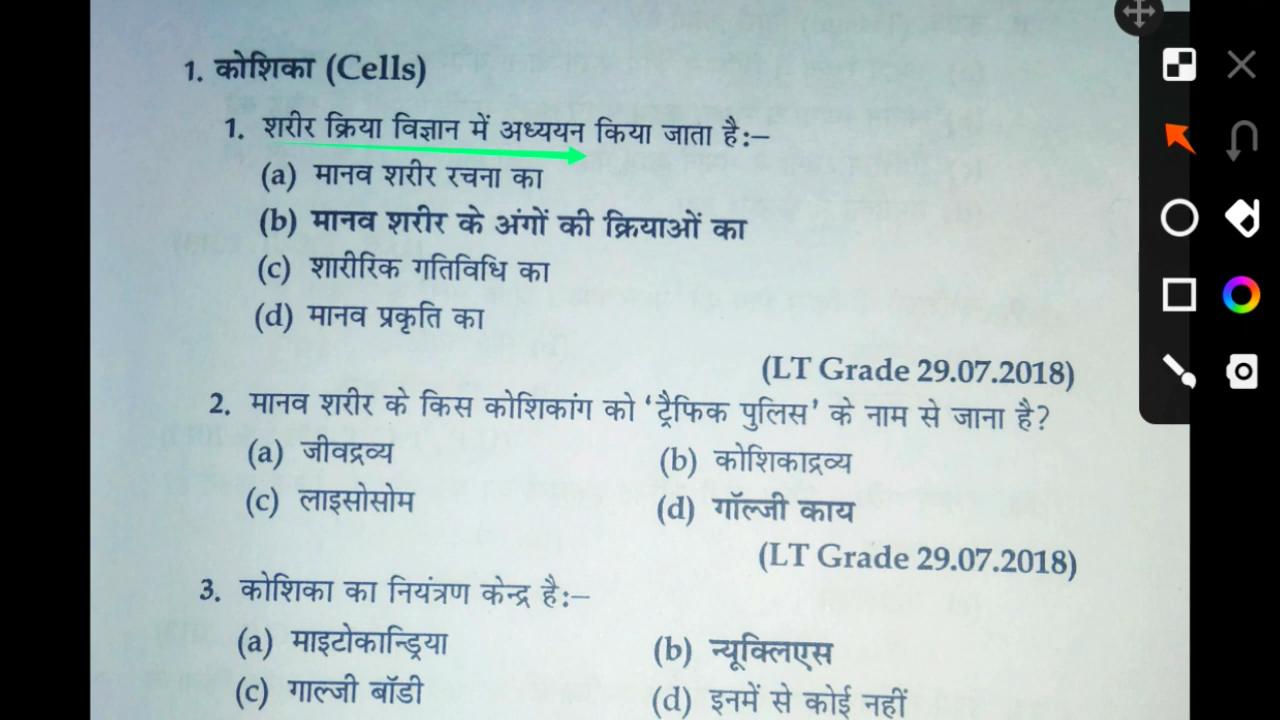 1. कोशिका (Cells)
1. शरीर क्रिया विज्ञान में अध्ययन किया जाता है:–
(a) मानव शरीर रचना का
(b) मानव शरीर के अंगों की क्रियाओं का
(c) शारीरिक गतिविधि का
(d) मानव प्रकृति का
(LT Grade 29.07.2018)
2. मानव शरीर के किस कोशिकांग को ‘ट्रैफिक पुलिस’ के नाम से जाना है?
(a) जीवद्रव्य (b) कोशिकाद्रव्य
(c) लाइसोसोम (d) गॉल्जी काय
(LT Grade 29.07.2018)
3. कोशिका का नियंत्रण केन्द्र है:–
(a) माइटोकान्ड्रिया (b) न्यूक्लिएस
(c) गाल्जी बॉडी (d) इनमें से कोई नहीं